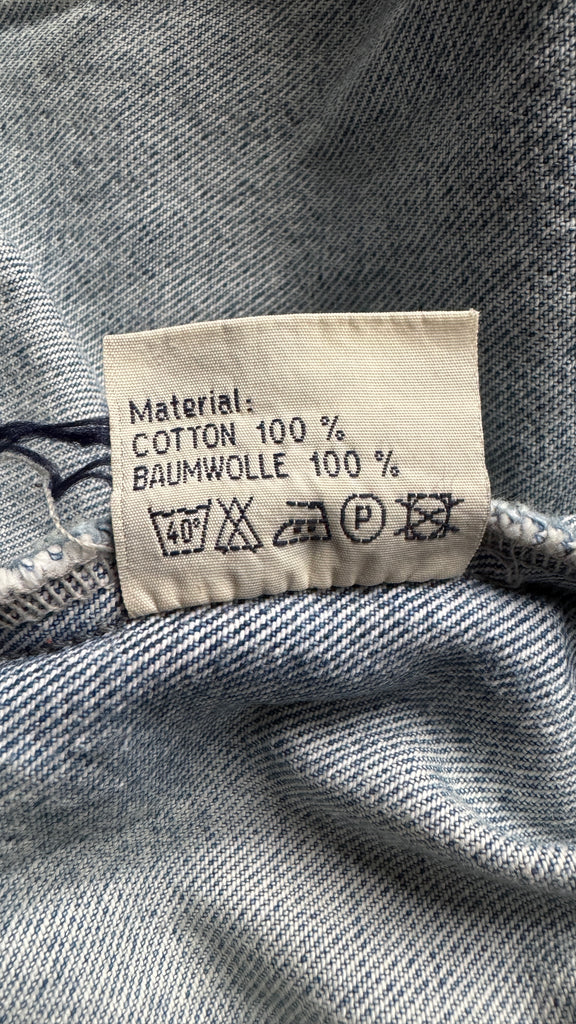 Material:
COTTON 100 %
BAUMWOLLE 100 %
40° P